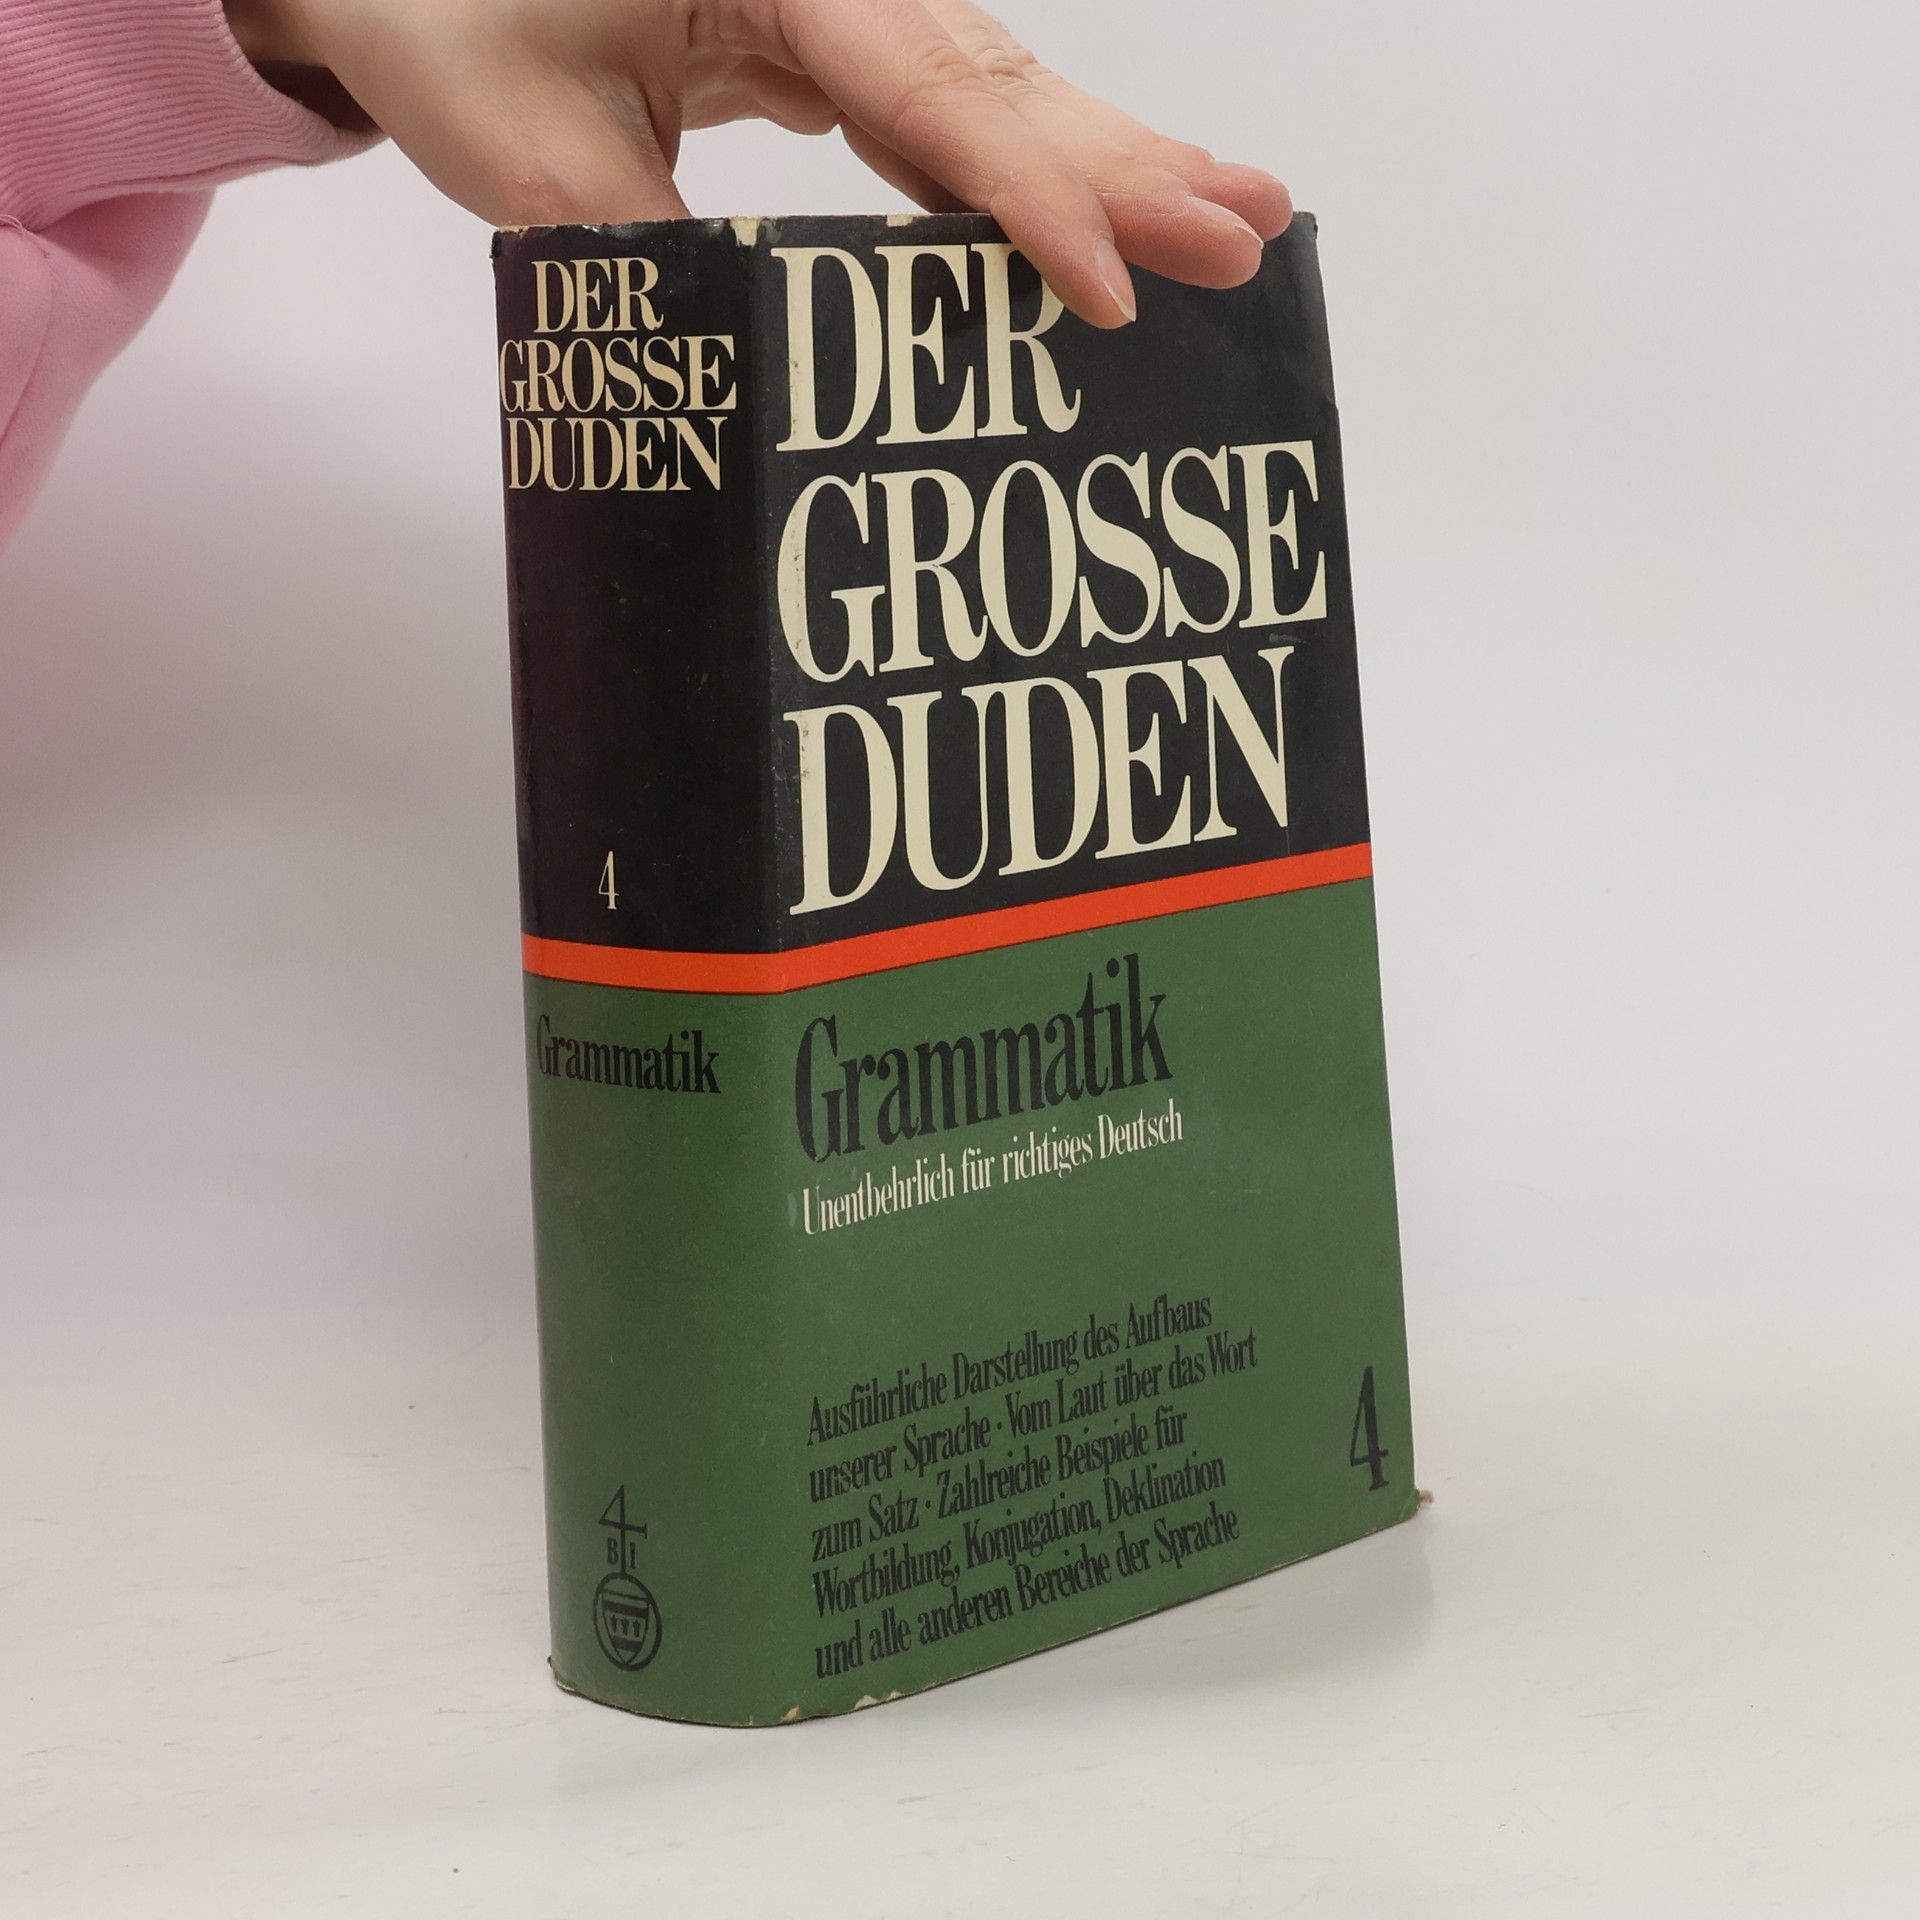 DER
GROSSE
DUDEN
4
Grammatik
4
B I
DER
GROSSE
DUDEN
Grammatik
Unentbehrlich für richtiges Deutsch
Ausführliche Darstellung des Aufbaus
unserer Sprache · Vom Laut über das Wort
zum Satz · Zahlreiche Beispiele für
Wortbildung, Konjugation, Deklination
und alle anderen Bereiche der Sprache
4